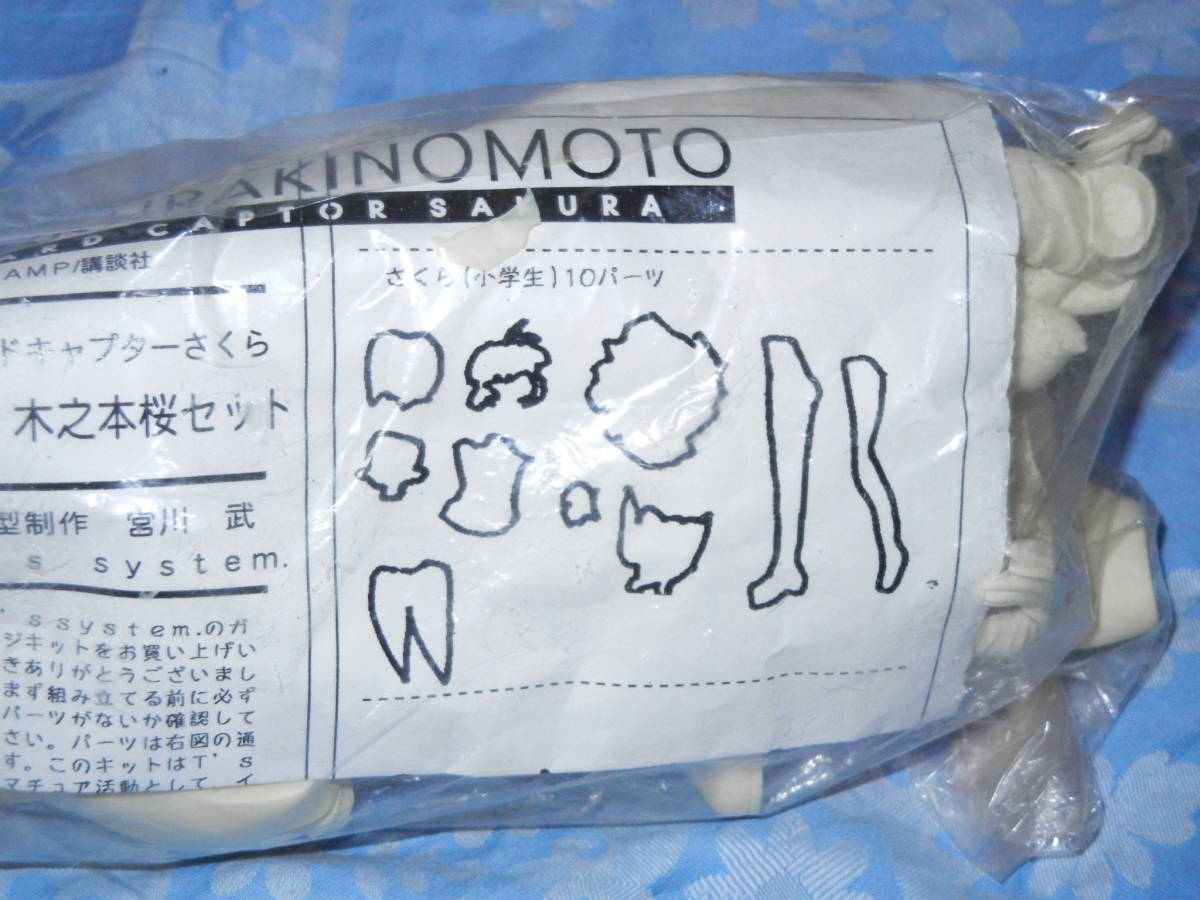 KINOMOTO
CAPTOR SAKURA
AMP/講談社
ドキャプターさくら
木之本桜セット
型制作 宮川 武
s system.
さくら(小学生)10パーツ
ssystem.のガ
ジキットをお買い上げい
きありがとうございまし
まず組み立てる前に必ず
パーツがないか確認して
さい。パーツは右図の通
す。このキットはT's
マチュア活動として、イ